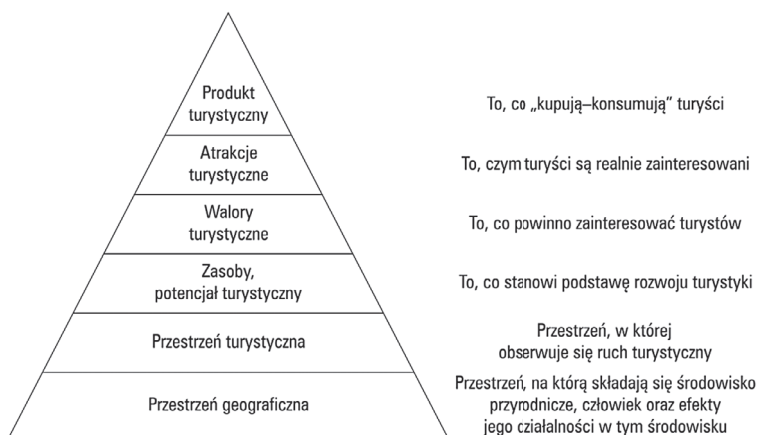 Produkt
turystyczny
To, co „kupują–konsumują” turyści
Atrakcje
turystyczne
To, czym turyści są realnie zainteresowani
Walory
turystyczne
To, co powinno zainteresować turystów
Zasoby,
potencjał turystyczny
To, co stanowi podstawę rozwoju turystyki
Przestrzeń turystyczna
Przestrzeń, w której
obserwuje się ruch turystyczny
Przestrzeń geograficzna
Przestrzeń, na którą składają się środowisko
przyrodnicze, człowiek oraz efekty
jego działalności w tym środowisku